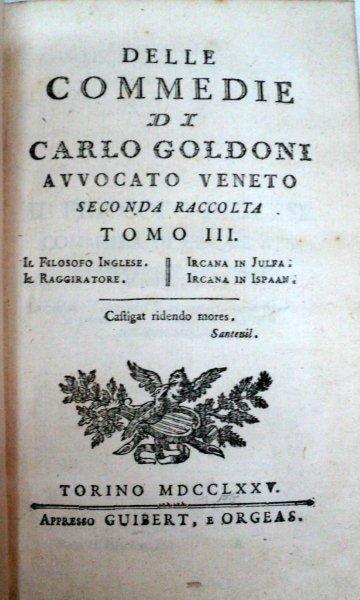 DELLE
COMMEDIE
DI
CARLO GOLDONI
AVVOCATO VENETO
SECONDA RACCOLTA
TOMO III.
IL FILOSOFO INGLESE.
IL RAGGIRATORE.
IRCANA IN JULFA.
IRCANA IN ISPAAN.
Caſtigat ridendo mores.
Santeuil.
TORINO MDCCLXXV.
APPRESSO GUIBERT, E ORGEAS.